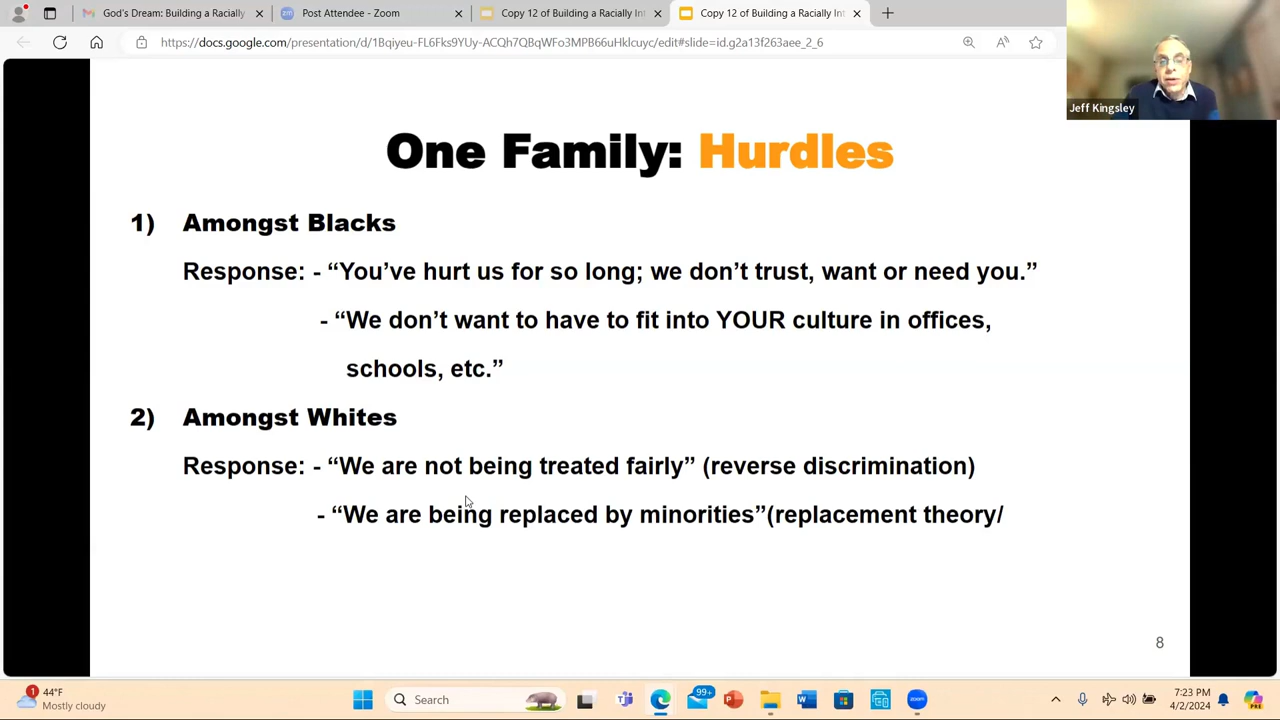 God's Dream: Building a Racially
Post Attendee - Zoom
Copy 12 of Building a Racially Int
Copy 12 of Building a Racially Int
https://docs.google.com/presentation/d/1Bqiyeu-FL6Fks9YUy-ACQh7QBqWFo3MPB66uHklcuyc/edit#slide=id.g2a13f263aee_2_6
Jeff Kingsley
One Family: Hurdles
1) Amongst Blacks
Response: - “You’ve hurt us for so long; we don’t trust, want or need you.”
- “We don’t want to have to fit into YOUR culture in offices,
schools, etc.”
2) Amongst Whites
Response: - “We are not being treated fairly” (reverse discrimination)
- “We are being replaced by minorities”(replacement theory/
8
1
44°F
Mostly cloudy
Search
99+
7:23 PM
4/2/2024
PRE